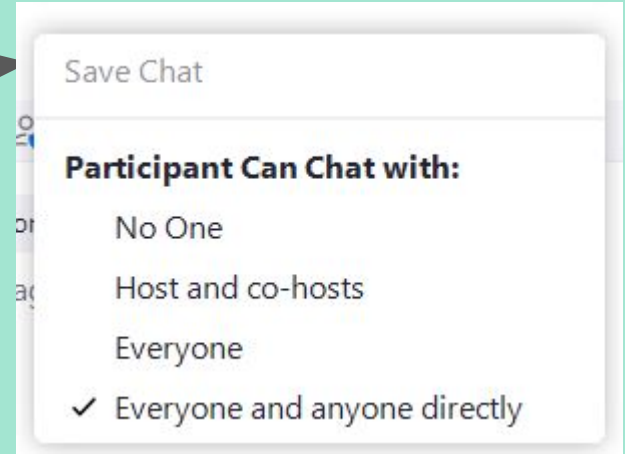 Save Chat
Participant Can Chat with:
No One
Host and co-hosts
Everyone
Everyone and anyone directly